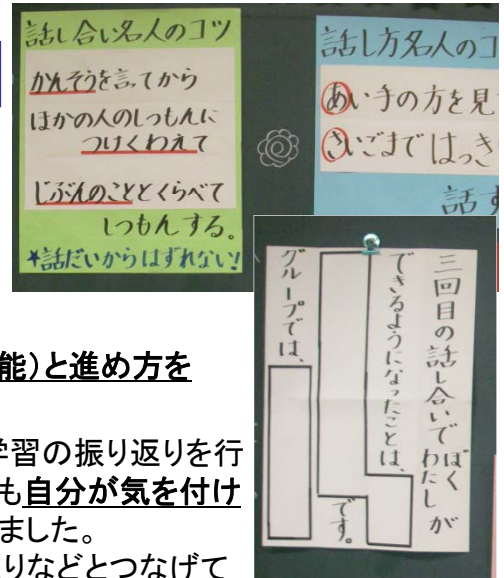 話し合い名人のコツ
かんそうを言ってから
ほかの人のしつもんに
つけくわえて
じぶんのこととくらべて
しつもんする。
★話だいからはずれない!
話し方名人のコ
あい手の方を見
さいごまではっき
話す
三回目の話し合いでぼく
わたしが
できるようになったことは、
です。
グループでは、
能)と進め方を
学習の振り返りを行
も自分が気を付け
ました。
りなどとつなげて